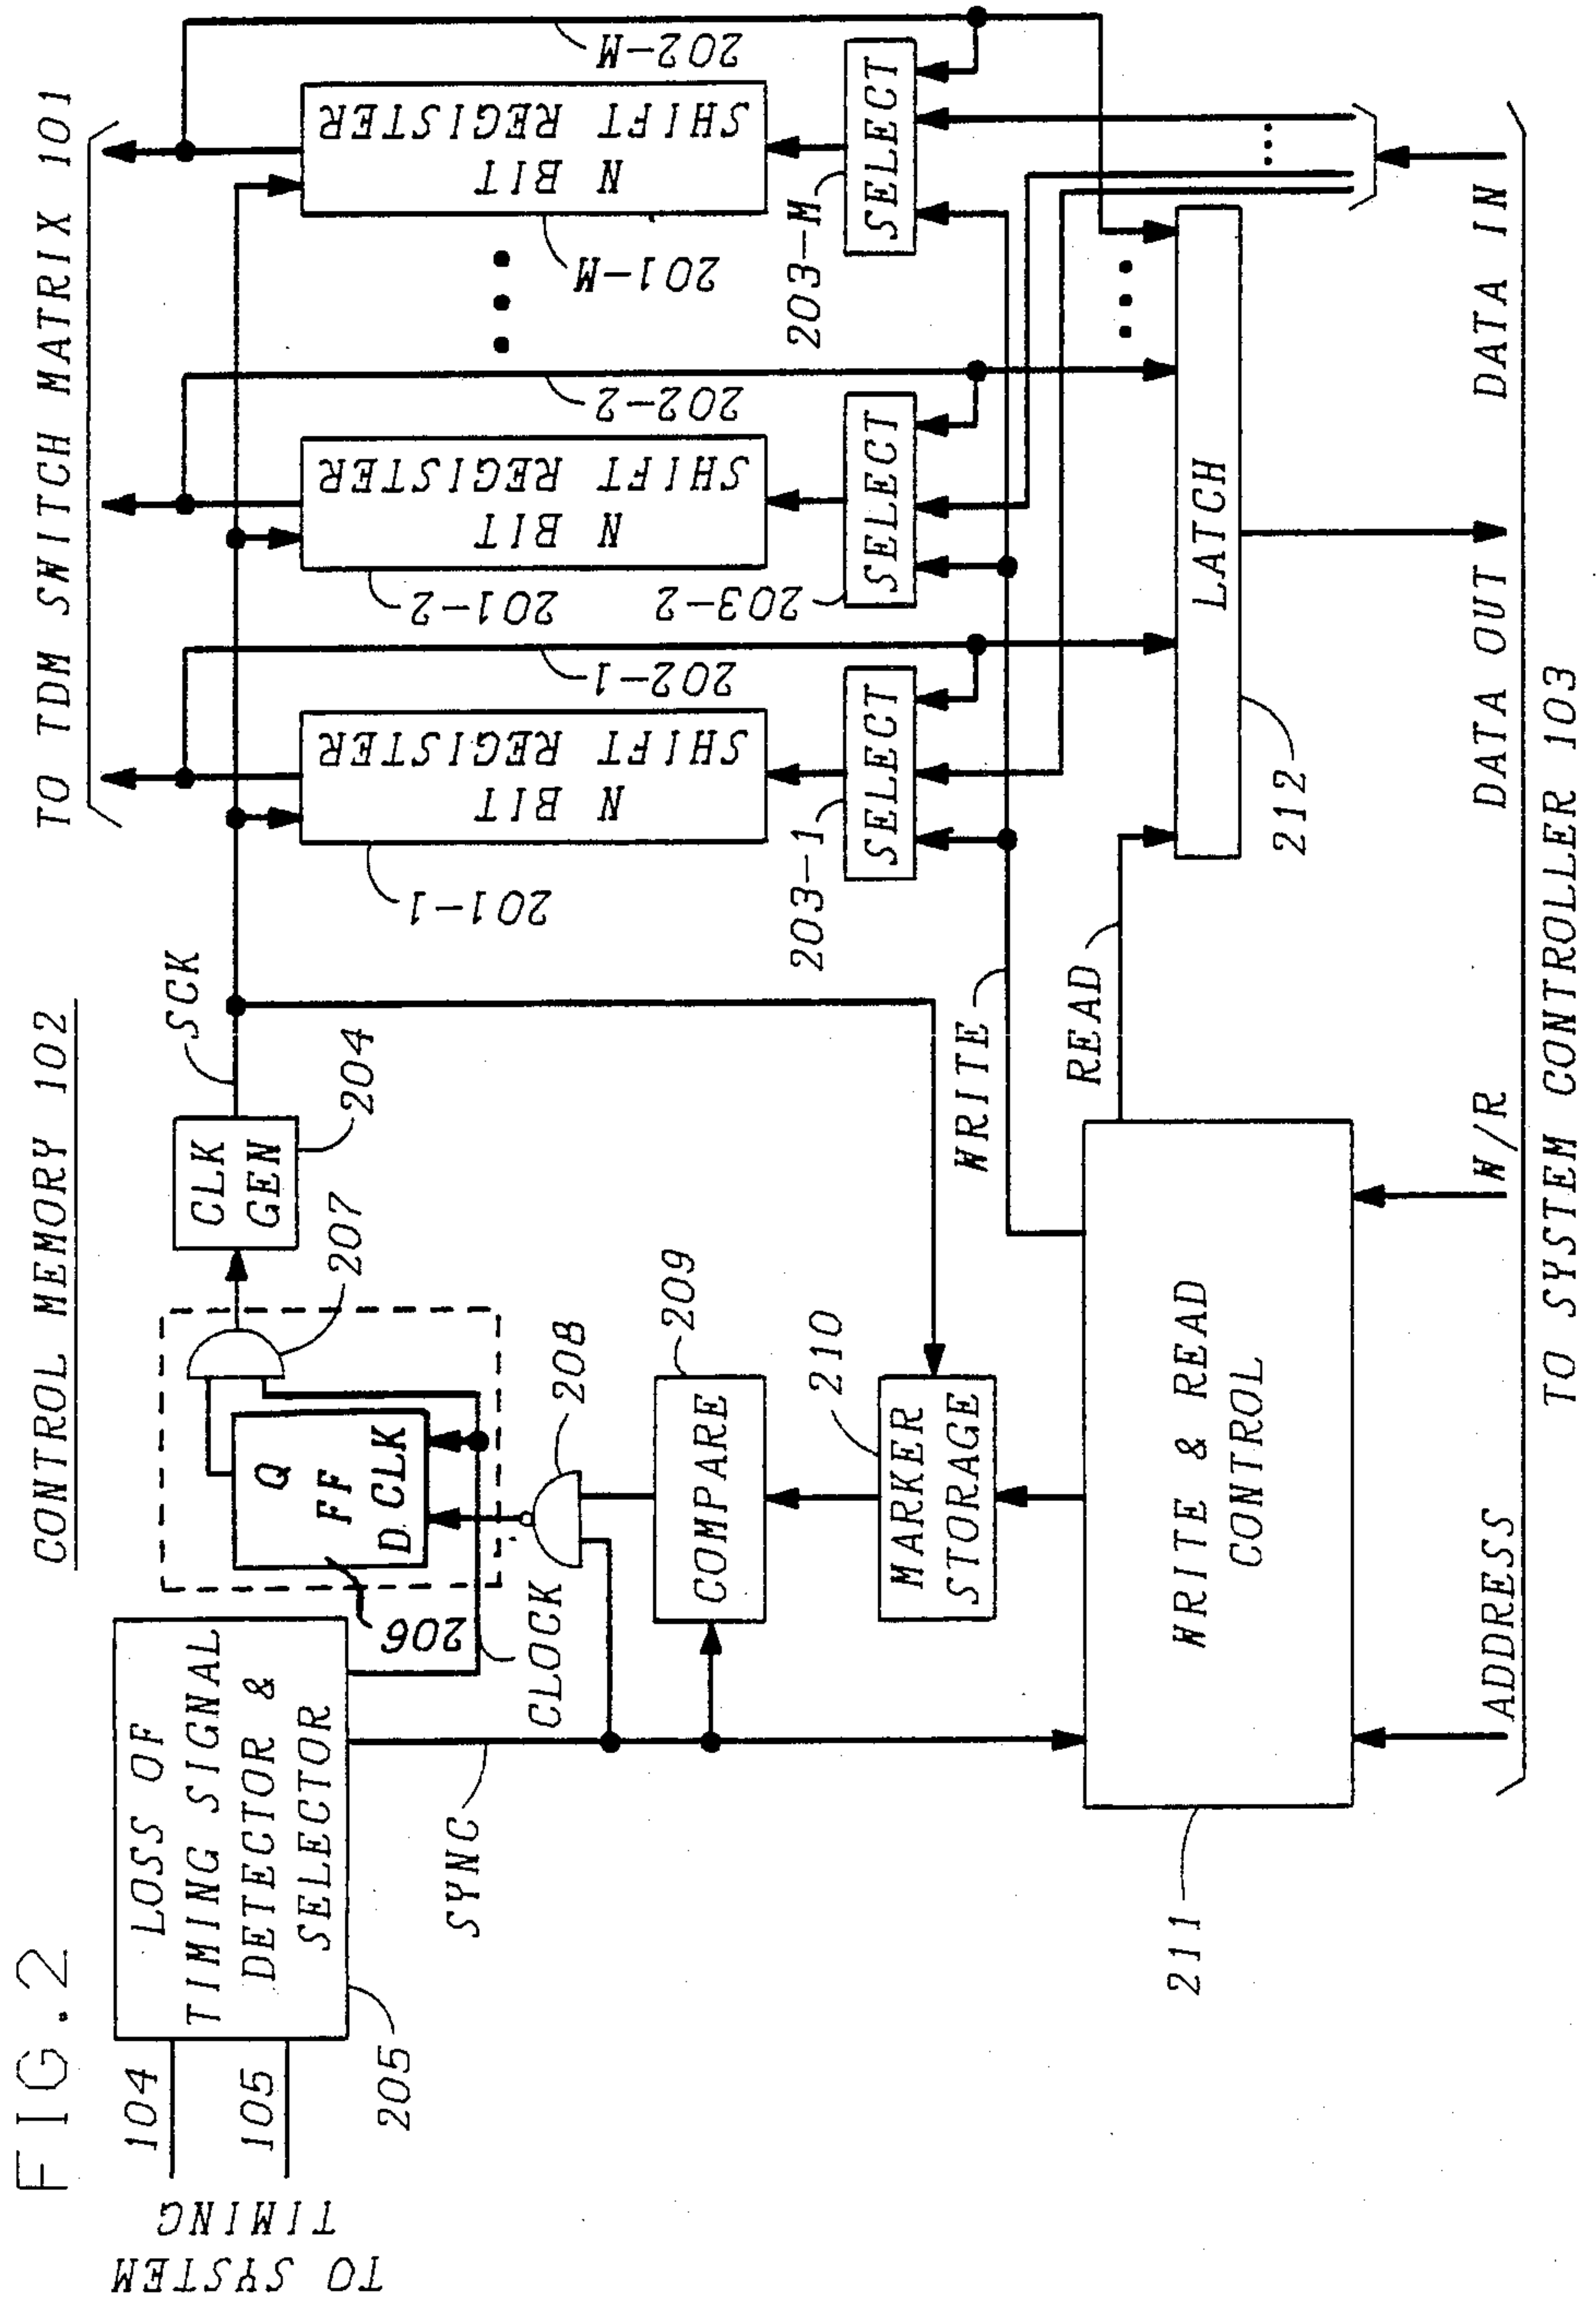 FIG.2
CONTROL MEMORY 102
TO TDM SWITCH MATRIX 101
TO SYSTEM
TIMING
104
105
LOSS OF
TIMING SIGNAL
DETECTOR &
SELECTOR
205
206
Q
FF
D CLK
207
CLK
GEN
204
SCK
CLOCK
208
SYNC
COMPARE
209
MARKER
STORAGE
210
WRITE & READ
CONTROL
211
WRITE
READ
N BIT
SHIFT REGISTER
201-1
202-1
SELECT
203-1
N BIT
SHIFT REGISTER
201-2
202-2
SELECT
203-2
N BIT
SHIFT REGISTER
201-M
202-M
SELECT
203-M
LATCH
212
ADDRESS
W/R
DATA OUT
DATA IN
TO SYSTEM CONTROLLER 103